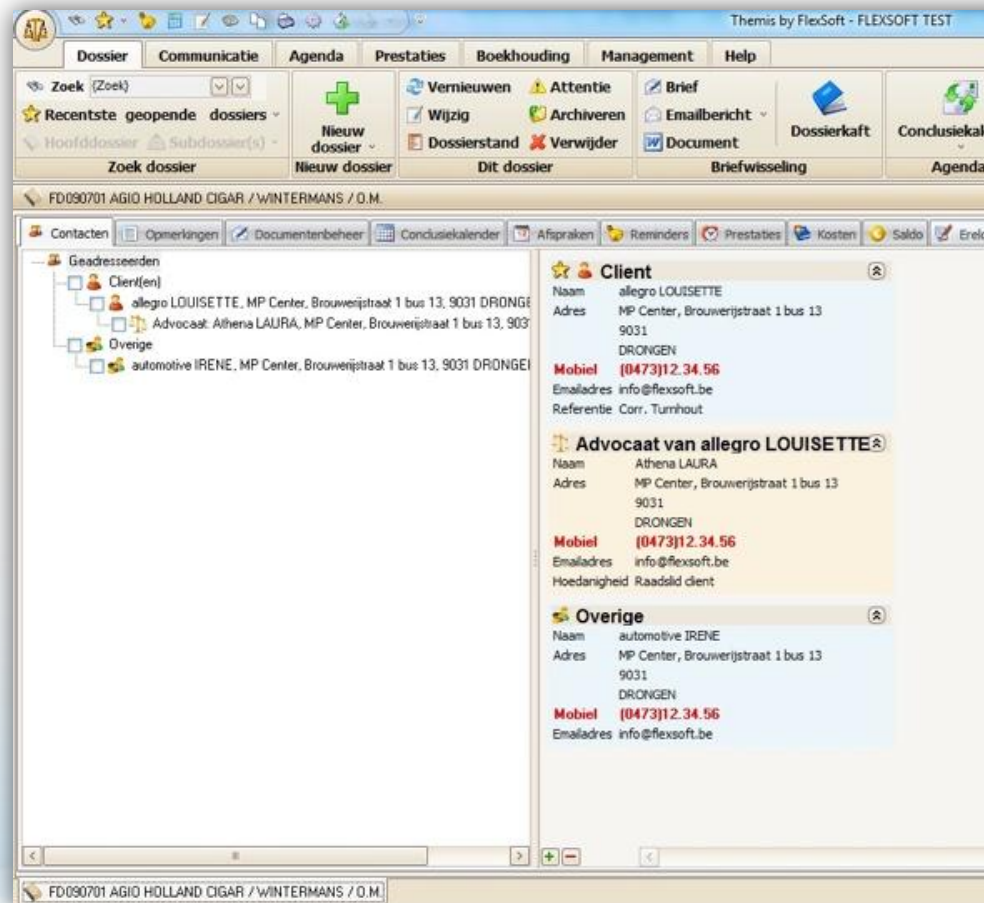 Themis by FlexSoft - FLEXSOFT TEST
Dossier Communicatie Agenda Prestaties Boekhouding Management Help
Zoek (Zoek)
Recentste geopende dossiers
Hoofddossier Subdossier(s)
Zoek dossier
Nieuw dossier
Nieuw dossier
Vernieuwen Attentie
Wijzig Archiveren
Dossierstand Verwijder
Dit dossier
Brief
Emailbericht
Document
Dossierkaft
Briefwisseling
Conclusiekal
Agenda
FD090701 AGIO HOLLAND CIGAR / WINTERMANS / O.M.
Contacten Opmerkingen Documentenbeheer Conclusiekalender Afspraken Reminders Prestaties Kosten Saldo Erelo
Geadresseerden
Client(en)
allegro LOUISETTE, MP Center, Brouwerijstraat 1 bus 13, 9031 DRONGE
Advocaat: Athena LAURA, MP Center, Brouwerijstraat 1 bus 13, 903
Overige
automotive IRENE, MP Center, Brouwerijstraat 1 bus 13, 9031 DRONGE
Client
Naam allegro LOUISETTE
Adres MP Center, Brouwerijstraat 1 bus 13
9031
DRONGEN
Mobiel (0473)12.34.56
Emailadres info@flexsoft.be
Referentie Corr. Turnhout
Advocaat van allegro LOUISETTE
Naam Athena LAURA
Adres MP Center, Brouwerijstraat 1 bus 13
9031
DRONGEN
Mobiel (0473)12.34.56
Emailadres info@flexsoft.be
Hoedanigheid Raadslid client
Overige
Naam automotive IRENE
Adres MP Center, Brouwerijstraat 1 bus 13
9031
DRONGEN
Mobiel (0473)12.34.56
Emailadres info@flexsoft.be
FD090701 AGIO HOLLAND CIGAR / WINTERMANS / O.M.